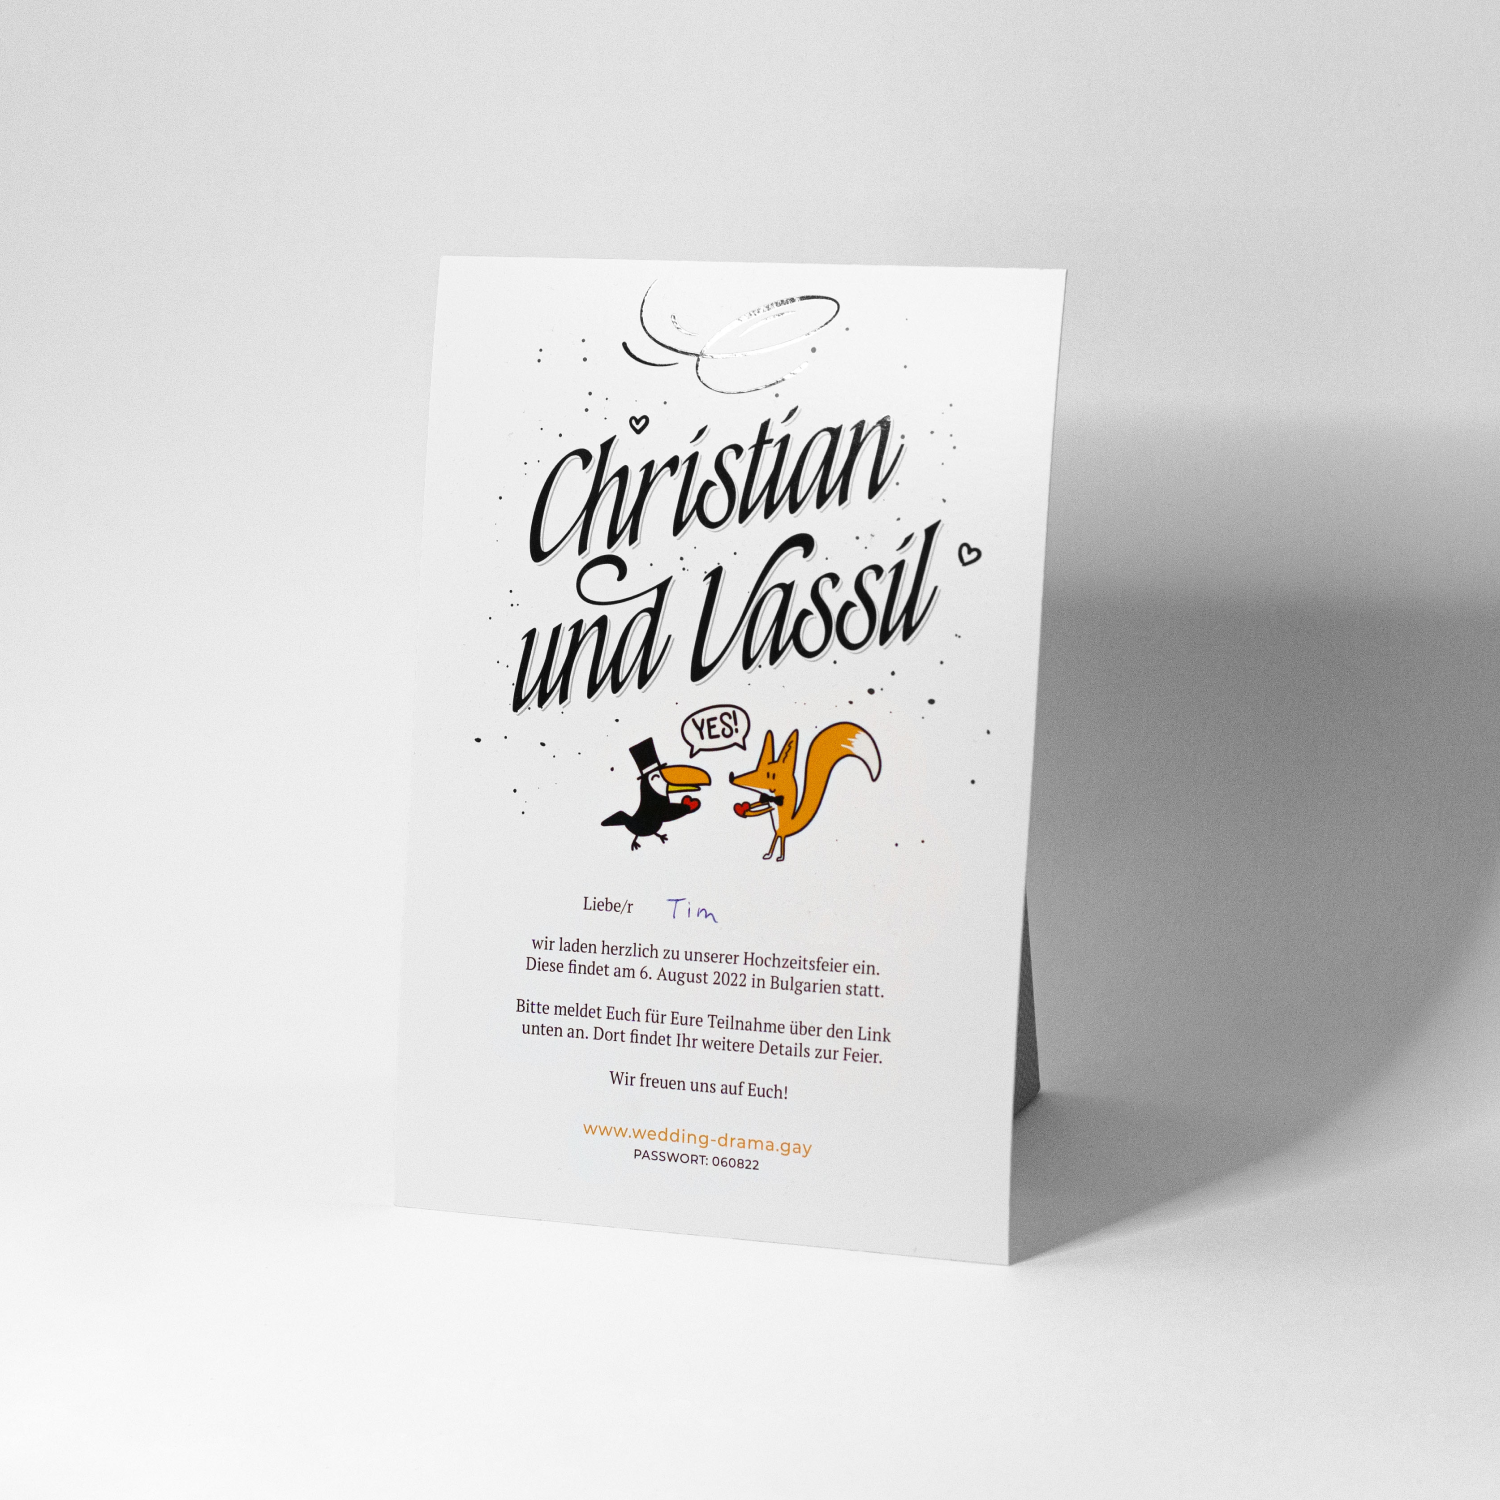 Christian
und Vassil
YES!
Liebe/r Tim
wir laden herzlich zu unserer Hochzeitsfeier ein.
Diese findet am 6. August 2022 in Bulgarien statt.
Bitte meldet Euch für Eure Teilnahme über den Link
unten an. Dort findet Ihr weitere Details zur Feier.
Wir freuen uns auf Euch!
www.wedding-drama.gay
PASSWORT: 060822